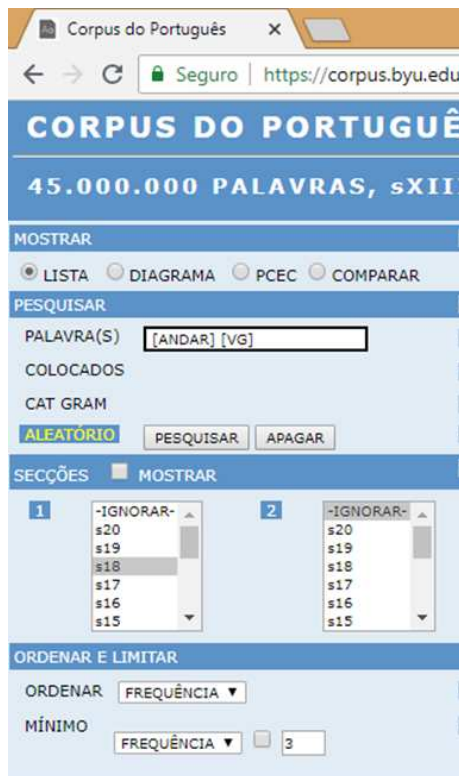 Corpus do Português
Seguro | https://corpus.byu.edu
CORPUS DO PORTUGUÊ
45.000.000 PALAVRAS, sXII
MOSTRAR
LISTA DIAGRAMA PCEC COMPARAR
PESQUISAR
PALAVRA(S) [ANDAR] [VG]
COLOCADOS
CAT GRAM
ALEATÓRIO PESQUISAR APAGAR
SECÇÕES MOSTRAR
1 -IGNORAR- 2 -IGNORAR-
s20 s20
s19 s19
s18 s18
s17 s17
s16 s16
s15 s15
ORDENAR E LIMITAR
ORDENAR FREQUÊNCIA
MÍNIMO
FREQUÊNCIA 3